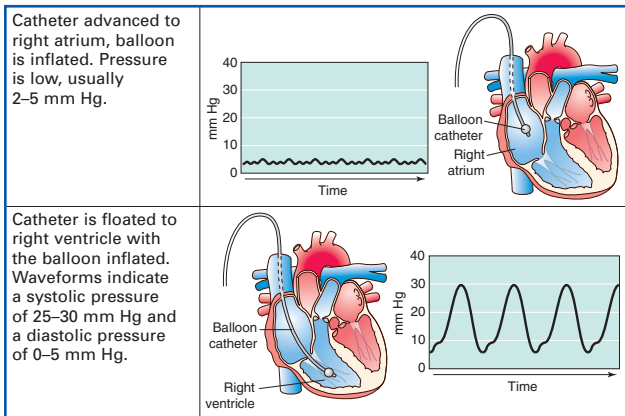 Catheter advanced to
right atrium, balloon
is inflated. Pressure
is low, usually
2–5 mm Hg.
40
30
20
10
0
mm Hg
Time
Balloon
catheter
Right
atrium
Catheter is floated to
right ventricle with
the balloon inflated.
Waveforms indicate
a systolic pressure
of 25–30 mm Hg and
a diastolic pressure
of 0–5 mm Hg.
Balloon
catheter
Right
ventricle
40
30
20
10
0
mm Hg
Time